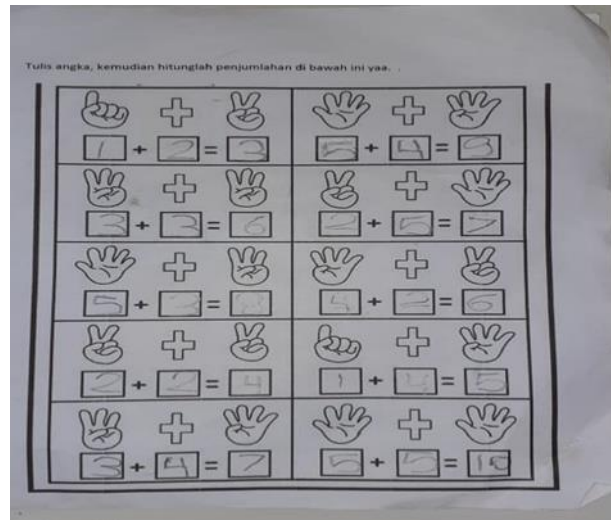 Tulis angka, kemudian hitunglah penjumlahan di bawah ini yaa.
1 + 2 = 3
5 + 4 = 9
3 + 3 = 6
2 + 5 = 7
5 + 3 = 8
4 + 2 = 6
2 + 2 = 4
1 + 4 = 5
3 + 4 = 7
5 + 5 = 10